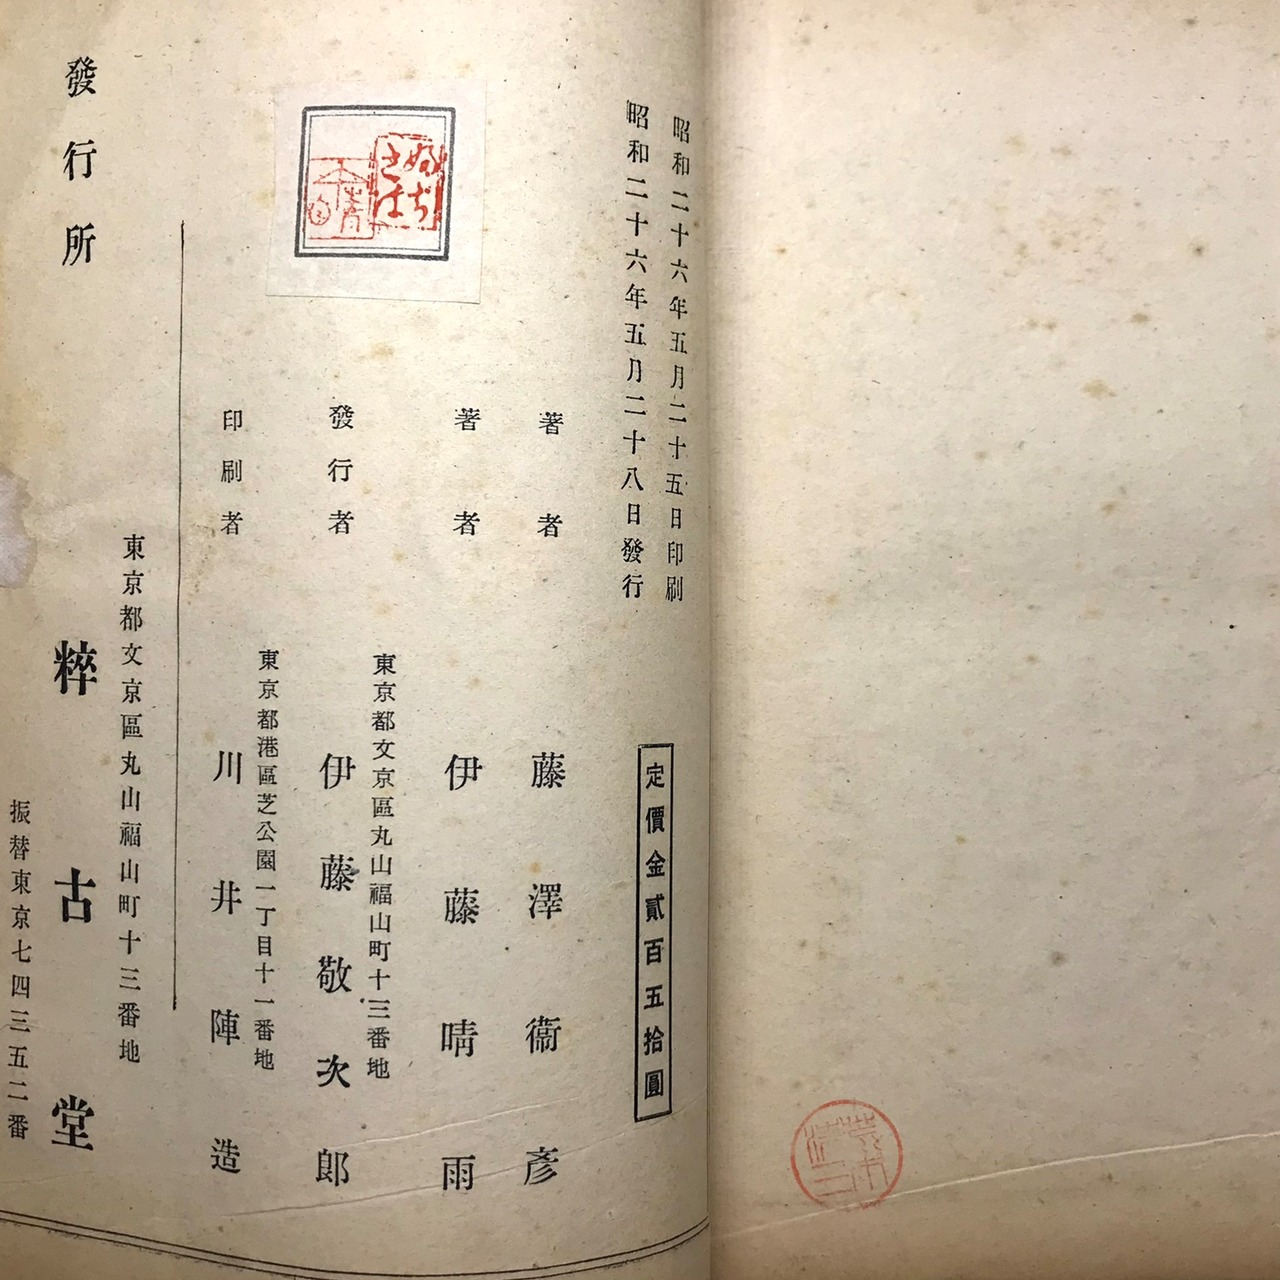 昭和二十六年五月二十五日印刷
昭和二十六年五月二十八日發行
定價金貳百五拾圓
著者 藤澤衞彥
著者 伊藤晴雨
東京都文京區丸山福山町十三番地
發行者 伊藤敬次郎
東京都港區芝公園一丁目十一番地
印刷者 川井陣造
東京都文京區丸山福山町十三番地
發行所 粹古堂
振替東京七四三五二番